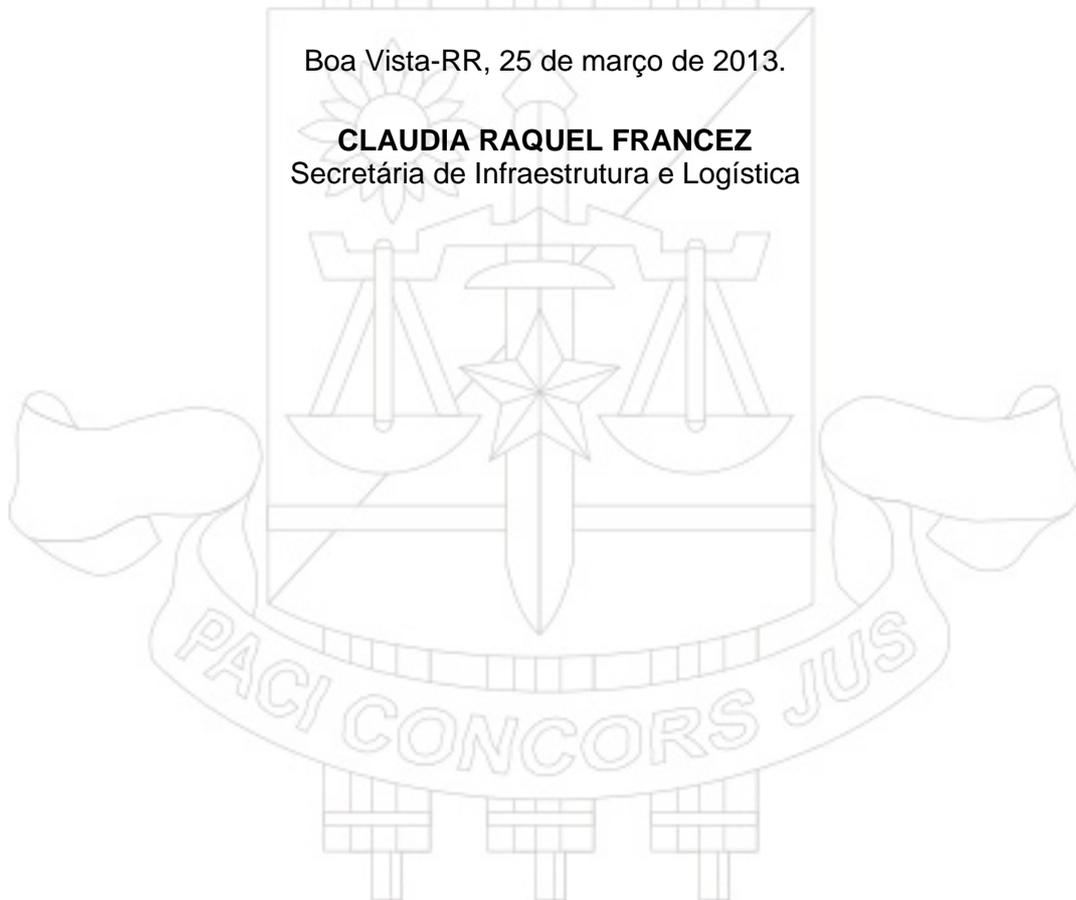 Boa Vista-RR, 25 de março de 2013.
CLAUDIA RAQUEL FRANCEZ
Secretária de Infraestrutura e Logística
PACI CONCORS JUS